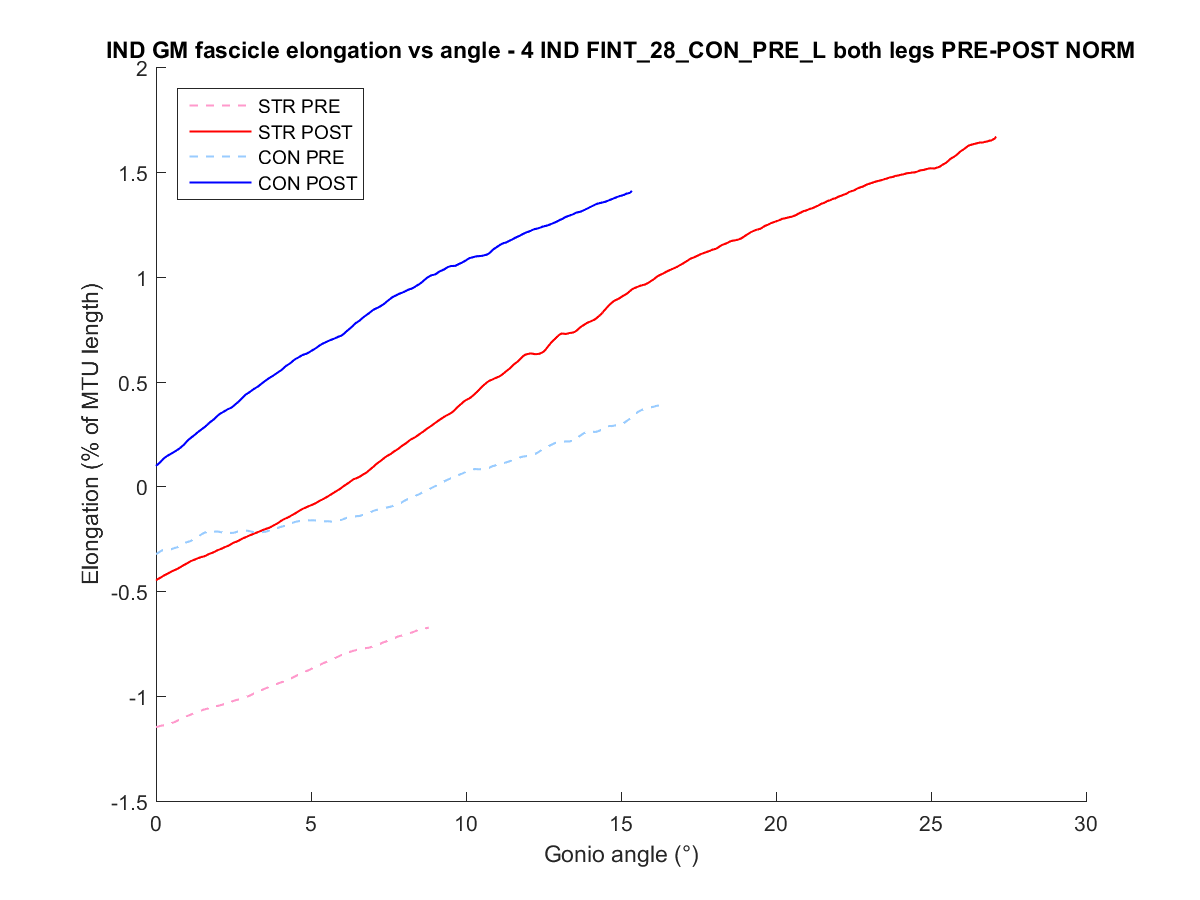 IND GM fascicle elongation vs angle - 4 IND FINT_28_CON_PRE_L both legs PRE-POST NORM
2
1.5
1
0.5
0
-0.5
-1
-1.5
STR PRE
STR POST
CON PRE
CON POST
Elongation (% of MTU length)
0 5 10 15 20 25 30
Gonio angle (°)